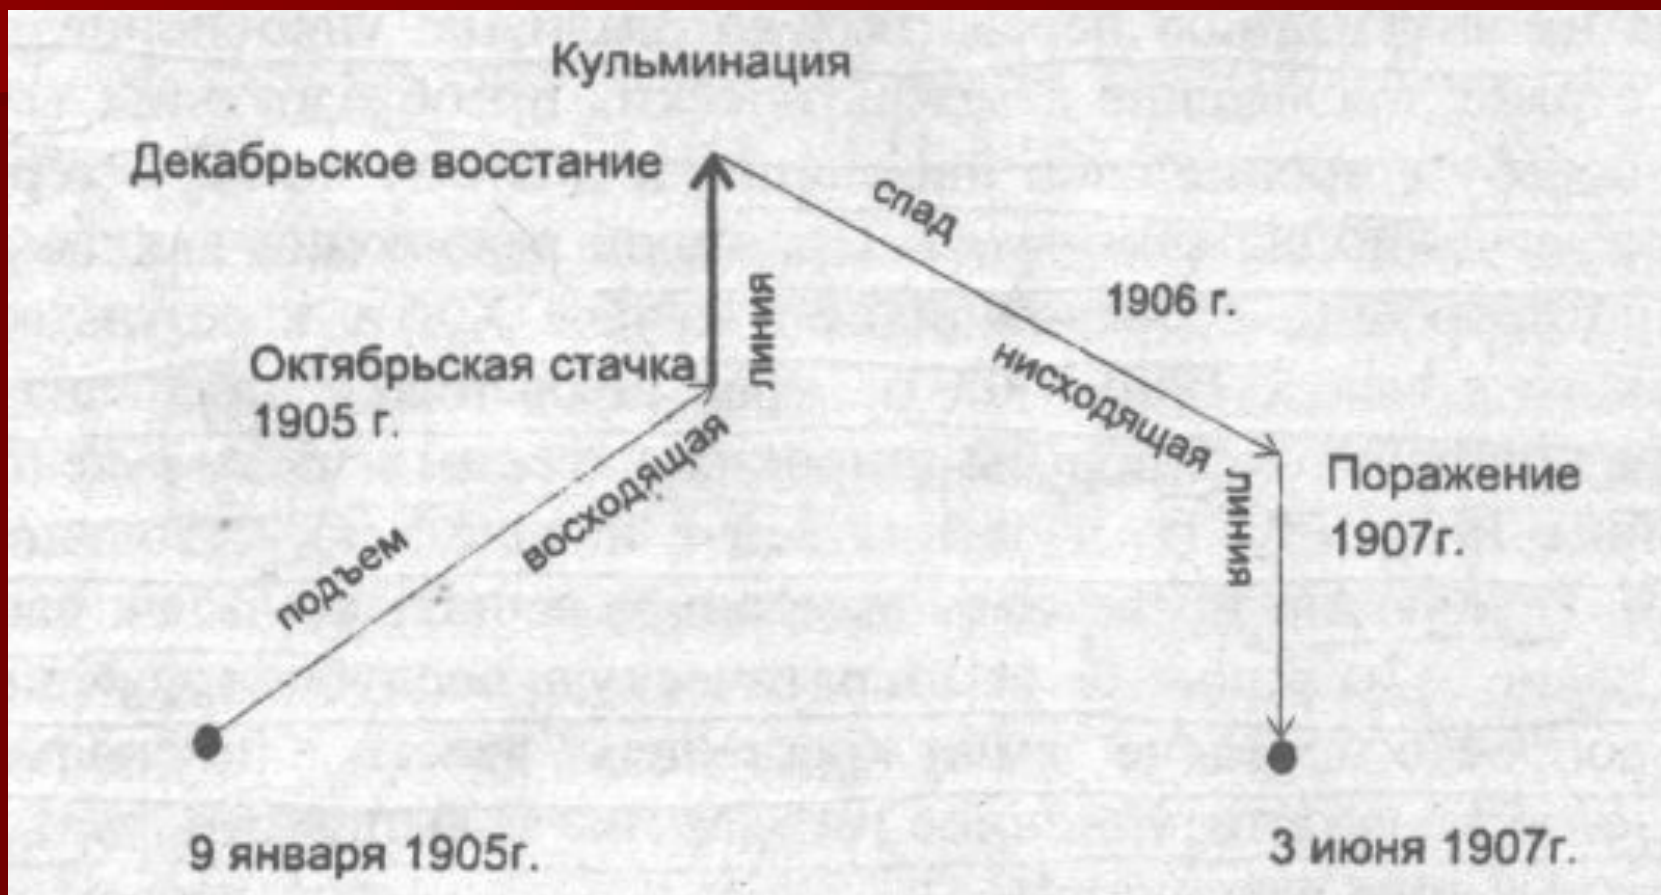 Кульминация
Декабрьское восстание
спад
1906 г.
линия
Октябрьская стачка
1905 г.
нисходящая
восходящая
линия
Поражение
1907г.
подъем
9 января 1905г.
3 июня 1907г.